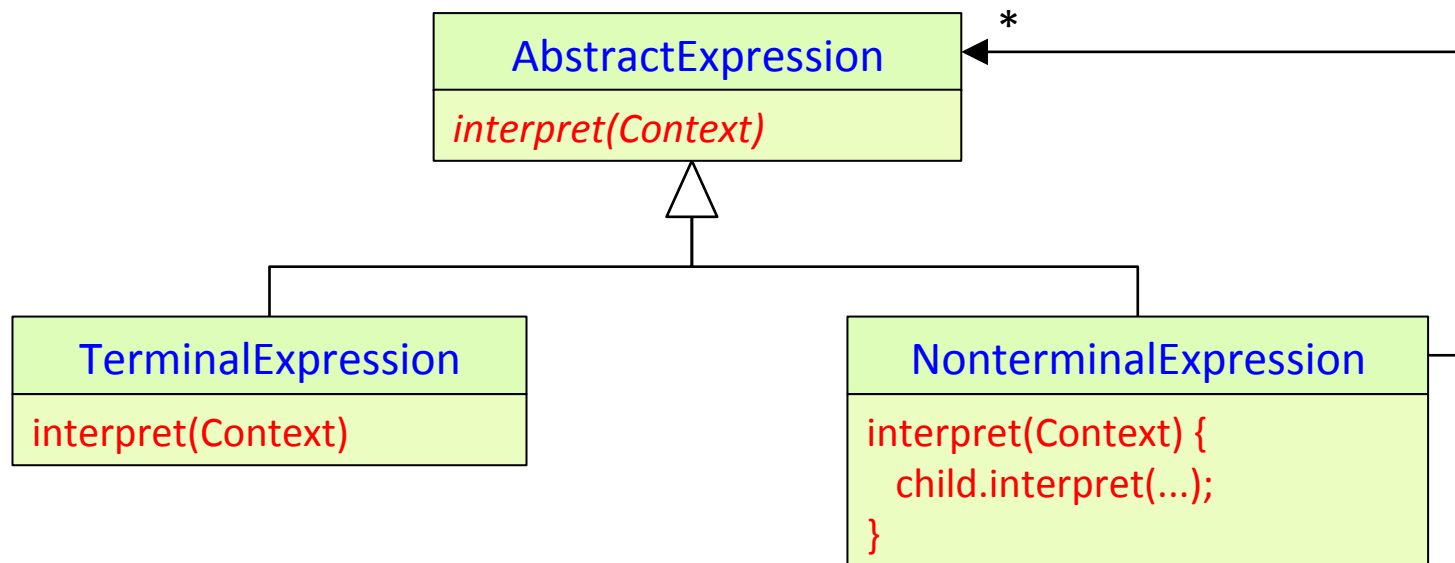 *
AbstractExpression
interpret(Context)
TerminalExpression
interpret(Context)
NonterminalExpression
interpret(Context) {
child.interpret(...);
}